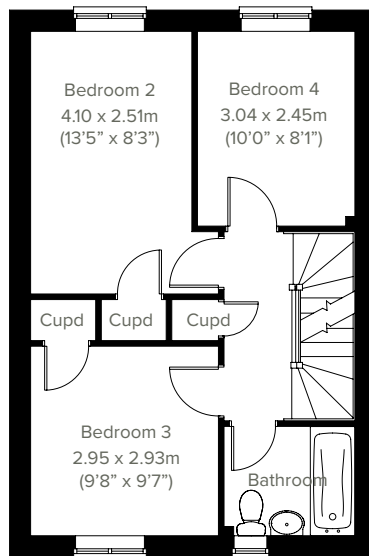 Bedroom 2
4.10 x 2.51m
(13’5” x 8’3”)
Bedroom 4
3.04 x 2.45m
(10’0” x 8’1”)
Cupd
Cupd
Cupd
Bedroom 3
2.95 x 2.93m
(9’8” x 9’7”)
Bathroom